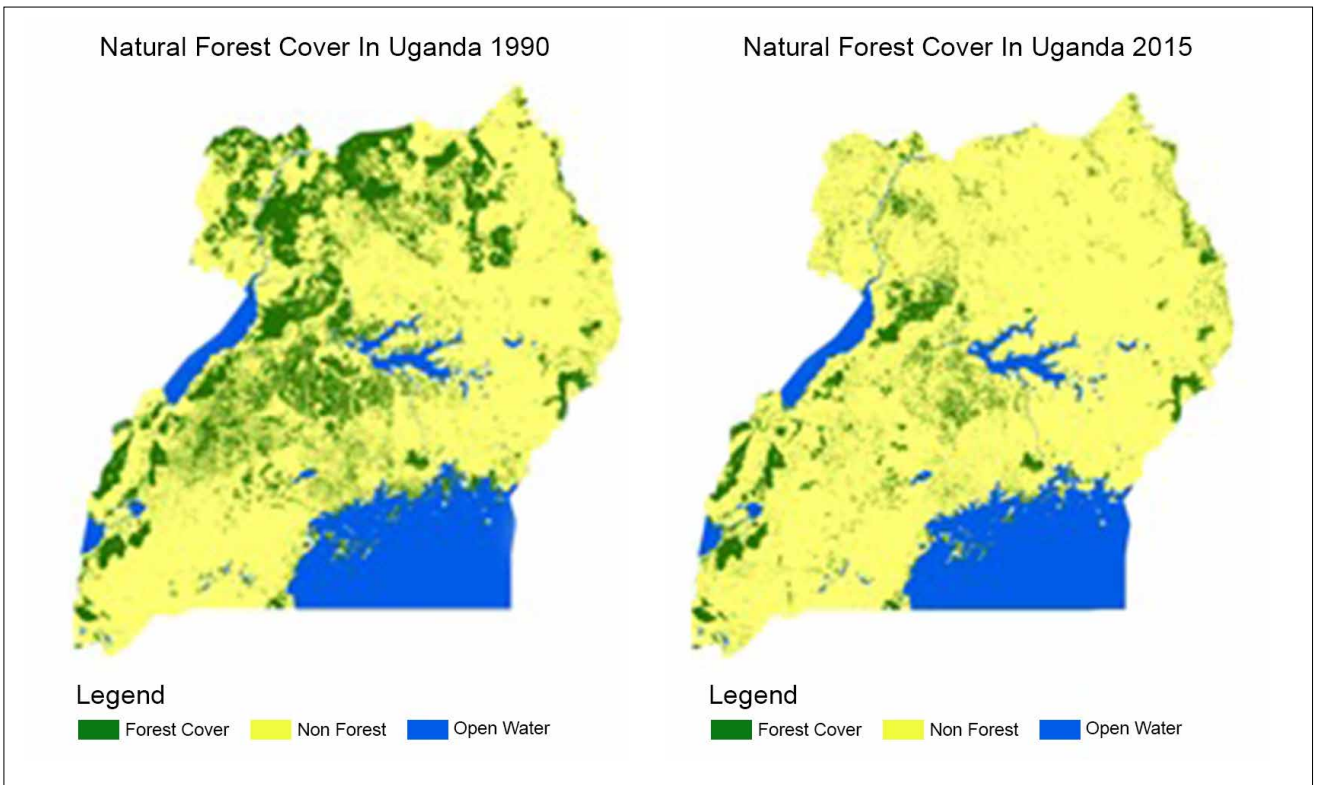 Natural Forest Cover In Uganda 1990
Natural Forest Cover In Uganda 2015
Legend
Forest Cover
Non Forest
Open Water
Legend
Forest Cover
Non Forest
Open Water